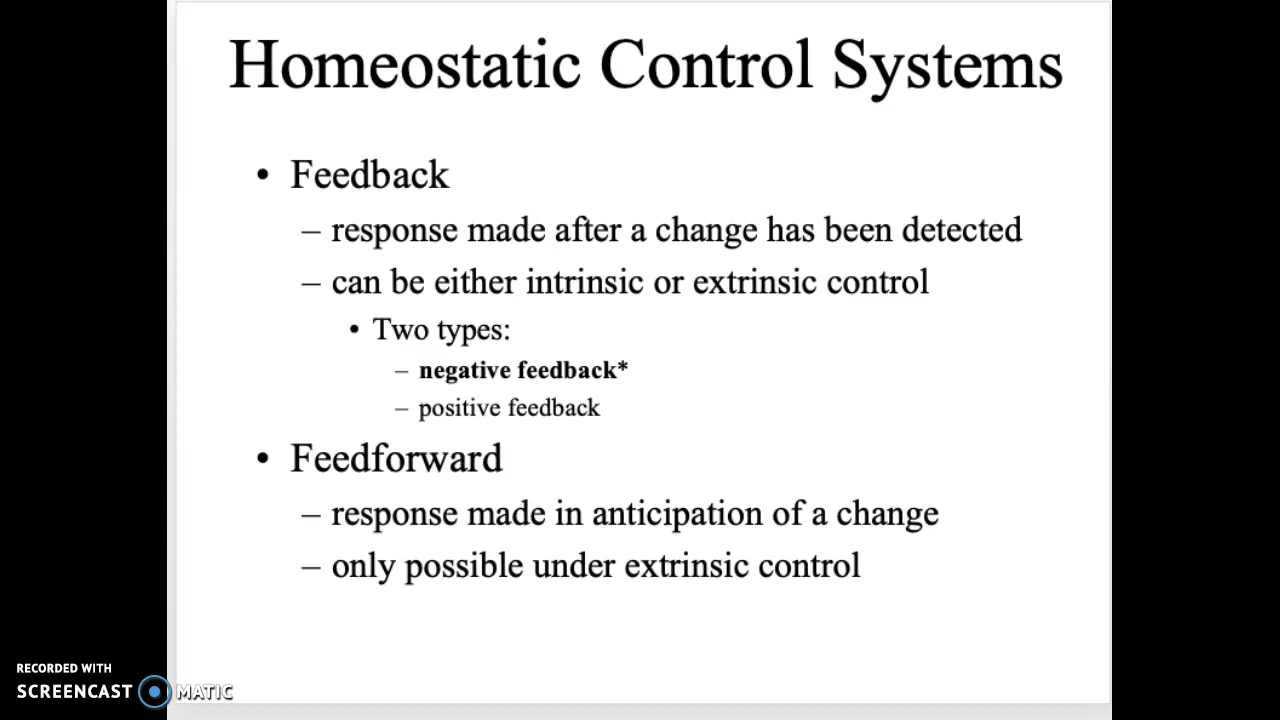 Homeostatic Control Systems
• Feedback
– response made after a change has been detected
– can be either intrinsic or extrinsic control
• Two types:
– negative feedback*
– positive feedback
• Feedforward
– response made in anticipation of a change
– only possible under extrinsic control
RECORDED WITH
SCREENCAST MATIC